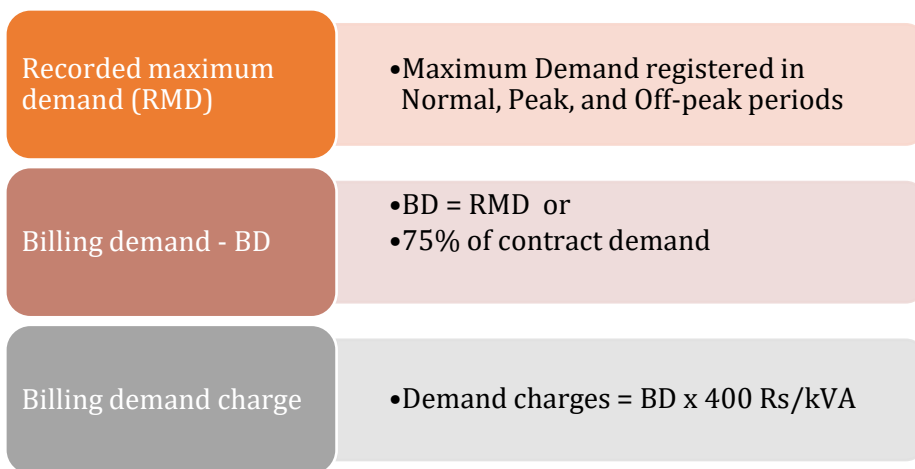 Recorded maximum
demand (RMD)
•Maximum Demand registered in
Normal, Peak, and Off-peak periods
Billing demand - BD
•BD = RMD or
•75% of contract demand
Billing demand charge
•Demand charges = BD x 400 Rs/kVA